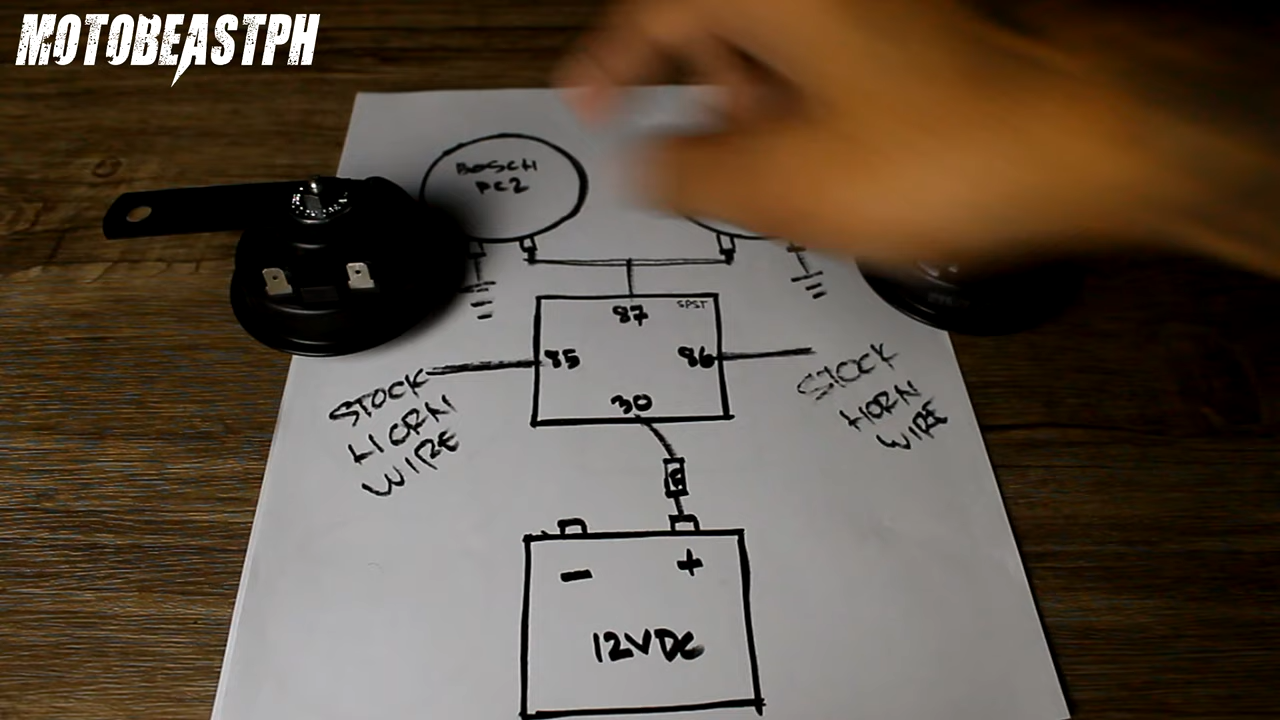 MOTOBEASTPH
BOSCH
PC2
87
SPST
85
86
30
STOCK
HORN
WIRE
STOCK
HORN
WIRE
- +
12VDC